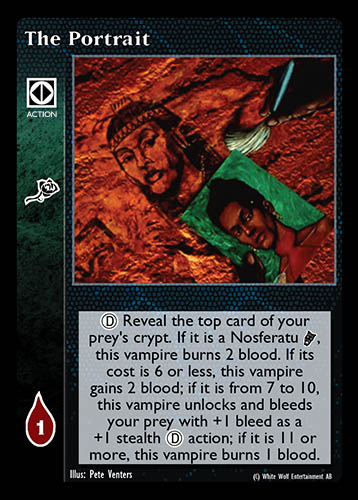 The Portrait
ACTION
Ⓓ Reveal the top card of your
prey's crypt. If it is a Nosferatu,
this vampire burns 2 blood. If its
cost is 6 or less, this vampire
gains 2 blood; if it is from 7 to 10,
this vampire unlocks and bleeds
your prey with +1 bleed as a
+1 stealth Ⓓ action; if it is 11 or
more, this vampire burns 1 blood.
1
Illus: Pete Venters
(C) White Wolf Entertainment AB